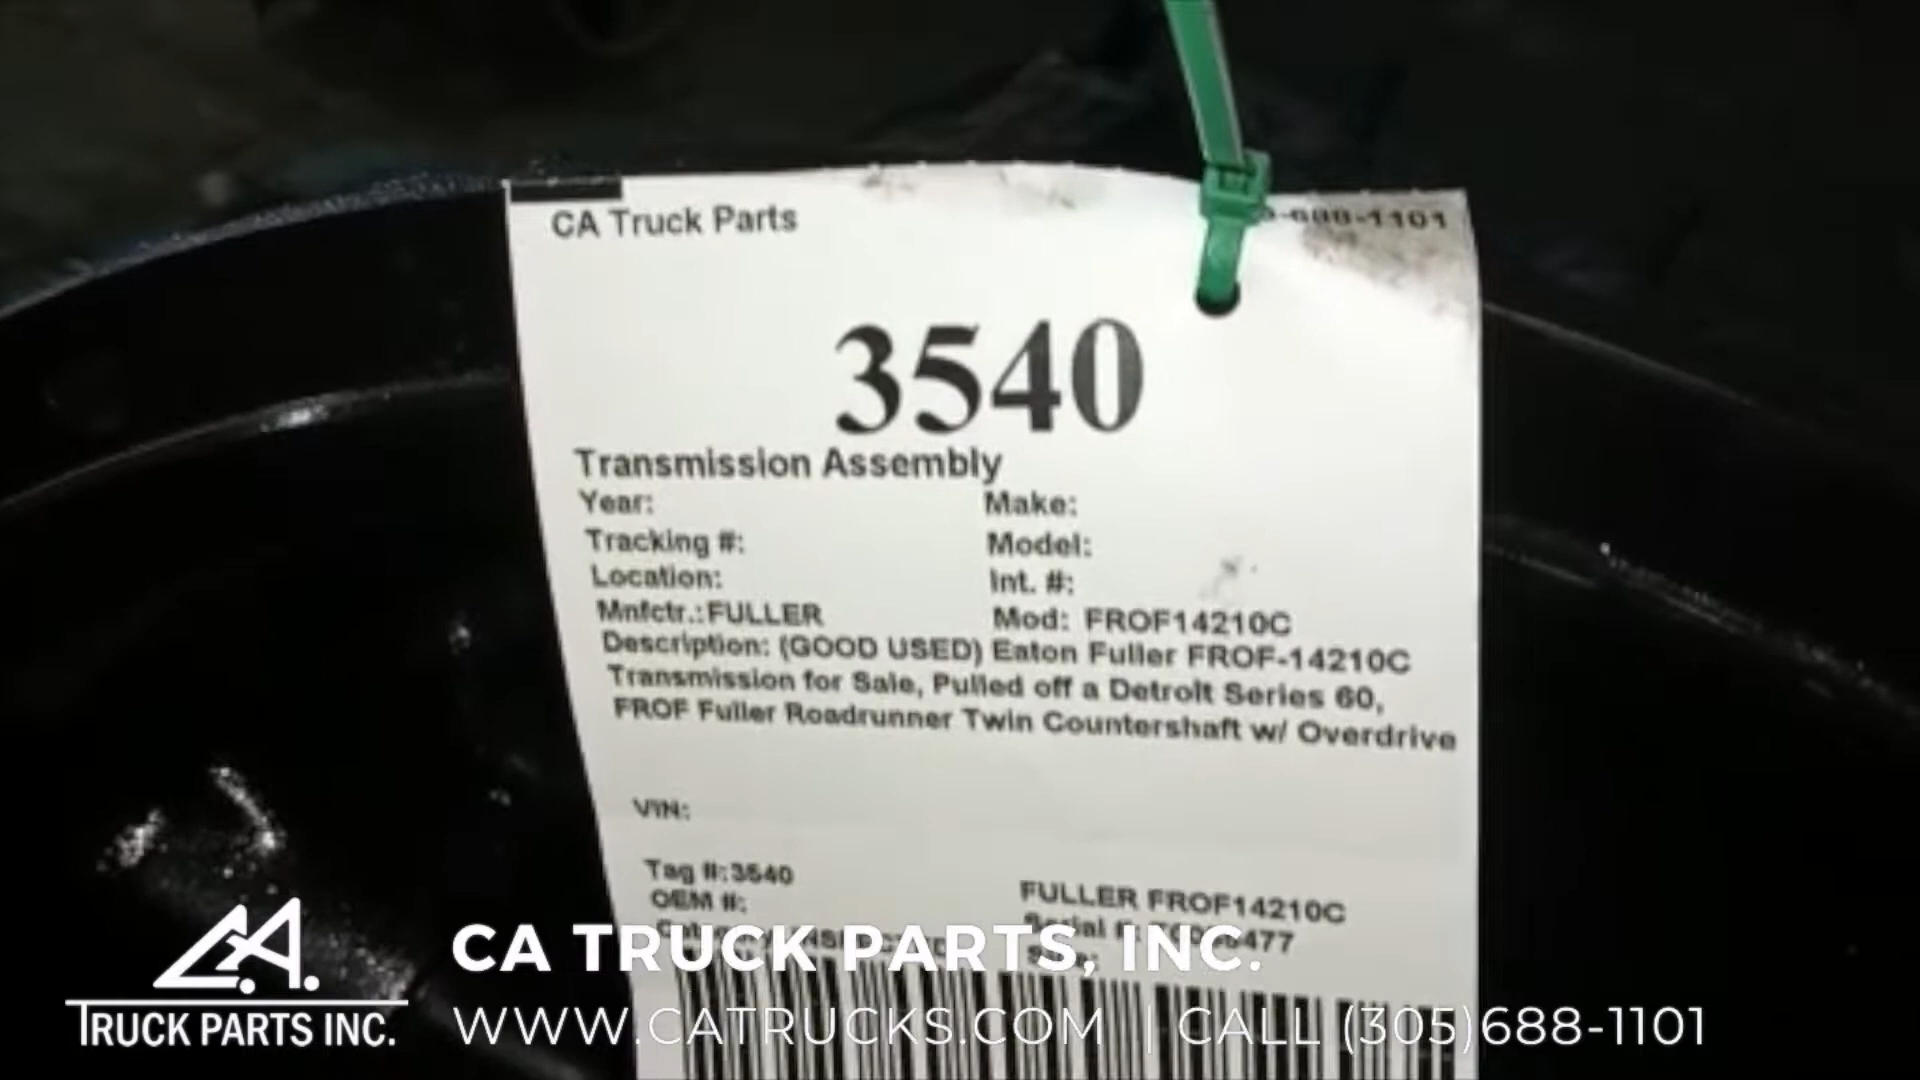 CA Truck Parts
-688-1101
3540
Transmission Assembly
Year: Make:
Tracking #: Model:
Location: Int. #:
Mnfctr.: FULLER Mod: FROF14210C
Description: (GOOD USED) Eaton Fuller FROF-14210C
Transmission for Sale, Pulled off a Detroit Series 60,
FROF Fuller Roadrunner Twin Countershaft w/ Overdrive
VIN:
Tag #:3540
OEM #: FULLER FROF14210C
Serial #:
C.A.
TRUCK PARTS INC.
CA TRUCK PARTS, INC.
WWW.CATRUCKS.COM | CALL (305)688-1101